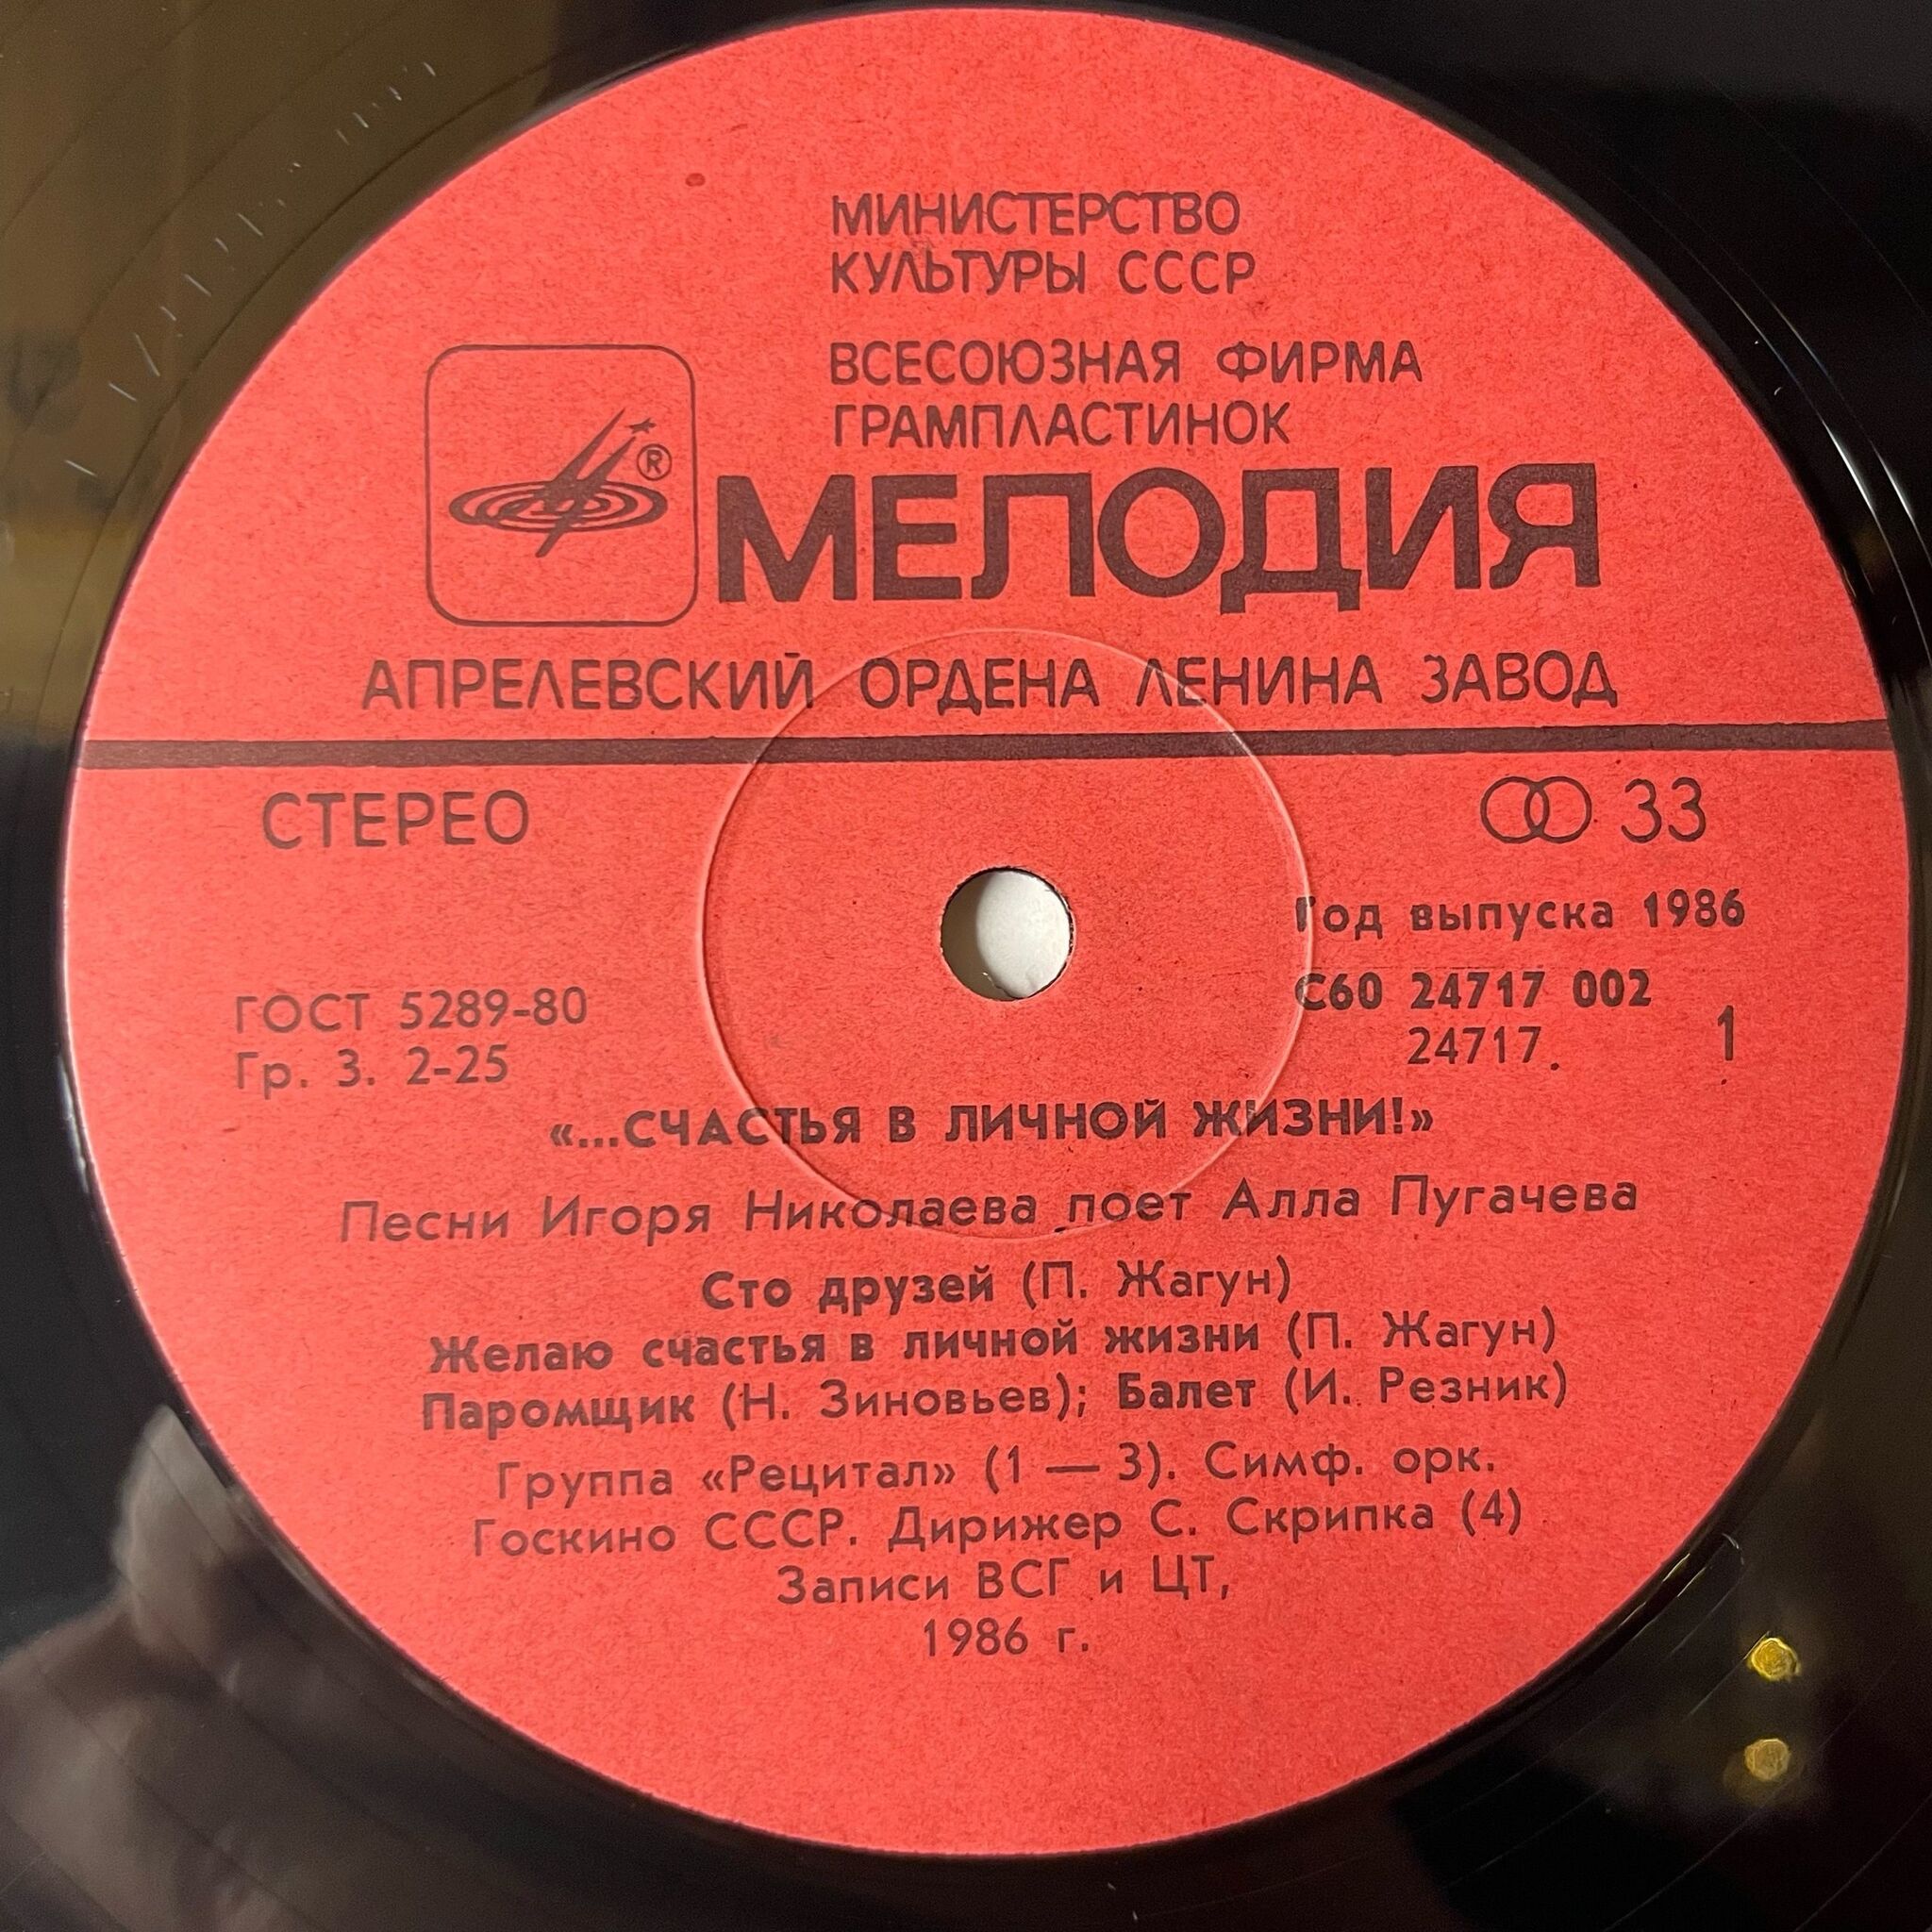 МИНИСТЕРСТВО
КУЛЬТУРЫ СССР
ВСЕСОЮЗНАЯ ФИРМА
ГРАМПЛАСТИНОК
®
МЕЛОДИЯ
АПРЕЛЕВСКИЙ ОРДЕНА ЛЕНИНА ЗАВОД
СТЕРЕО
33
Год выпуска 1986
ГОСТ 5289-80
Гр. 3. 2-25
С60 24717 002
24717.
1
«...СЧАСТЬЯ В ЛИЧНОЙ ЖИЗНИ!»
Песни Игоря Николаева поет Алла Пугачева
Сто друзей (П. Жагун)
Желаю счастья в личной жизни (П. Жагун)
Паромщик (Н. Зиновьев); Балет (И. Резник)
Группа «Рецитал» (1 — 3). Симф. орк.
Госкино СССР. Дирижер С. Скрипка (4)
Записи ВСГ и ЦТ,
1986 г.